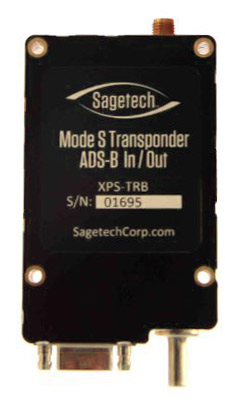 Sagetech
Mode S Transponder
ADS-B In / Out
XPS-TRB
S/N: 01695
SagetechCorp.com